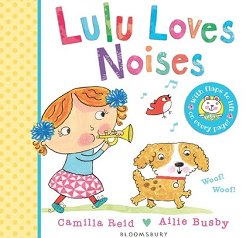 Lulu Loves
Noises
With flaps to lift
on every page!
Woof!
Woof!
Camilla Reid ♥ Ailie Busby
BLOOMSBURY